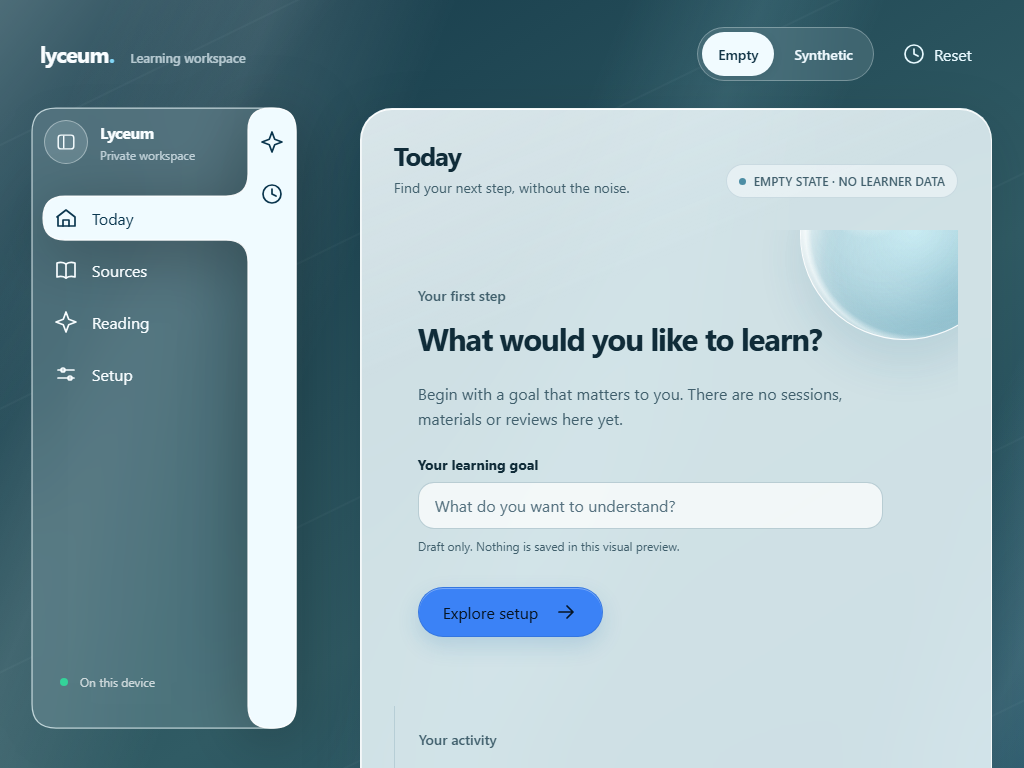 lyceum.
Learning workspace
Empty
Synthetic
Reset
Lyceum
Private workspace
Today
Sources
Reading
Setup
On this device
Today
Find your next step, without the noise.
EMPTY STATE · NO LEARNER DATA
Your first step
What would you like to learn?
Begin with a goal that matters to you. There are no sessions,
materials or reviews here yet.
Your learning goal
What do you want to understand?
Draft only. Nothing is saved in this visual preview.
Explore setup
Your activity